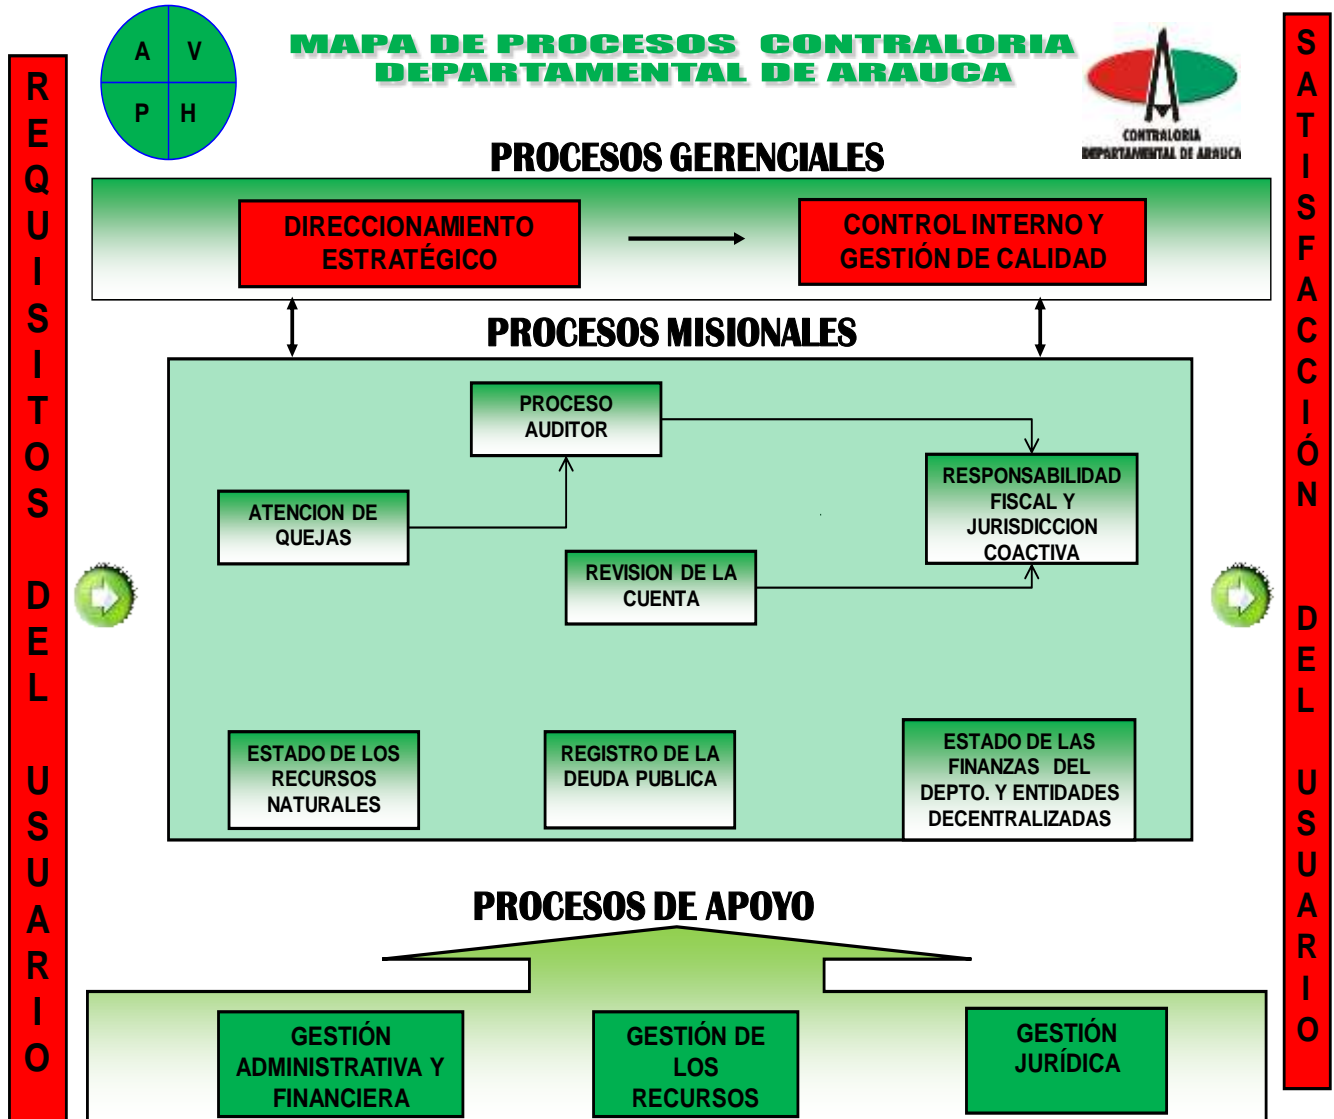 A V
P H
MAPA DE PROCESOS CONTRALORIA
DEPARTAMENTAL DE ARAUCA
CONTRALORIA
DEPARTAMENTAL DE ARAUCA
REQUISITOS DEL USUARIO
SATISFACCIÓN DEL USUARIO
PROCESOS GERENCIALES
DIRECCIONAMIENTO
ESTRATÉGICO
CONTROL INTERNO Y
GESTIÓN DE CALIDAD
PROCESOS MISIONALES
PROCESO
AUDITOR
ATENCION DE
QUEJAS
RESPONSABILIDAD
FISCAL Y
JURISDICCION
COACTIVA
REVISION DE LA
CUENTA
ESTADO DE LOS
RECURSOS
NATURALES
REGISTRO DE LA
DEUDA PUBLICA
ESTADO DE LAS
FINANZAS DEL
DEPTO. Y ENTIDADES
DECENTRALIZADAS
PROCESOS DE APOYO
GESTIÓN
ADMINISTRATIVA Y
FINANCIERA
GESTIÓN DE
LOS
RECURSOS
GESTIÓN
JURÍDICA